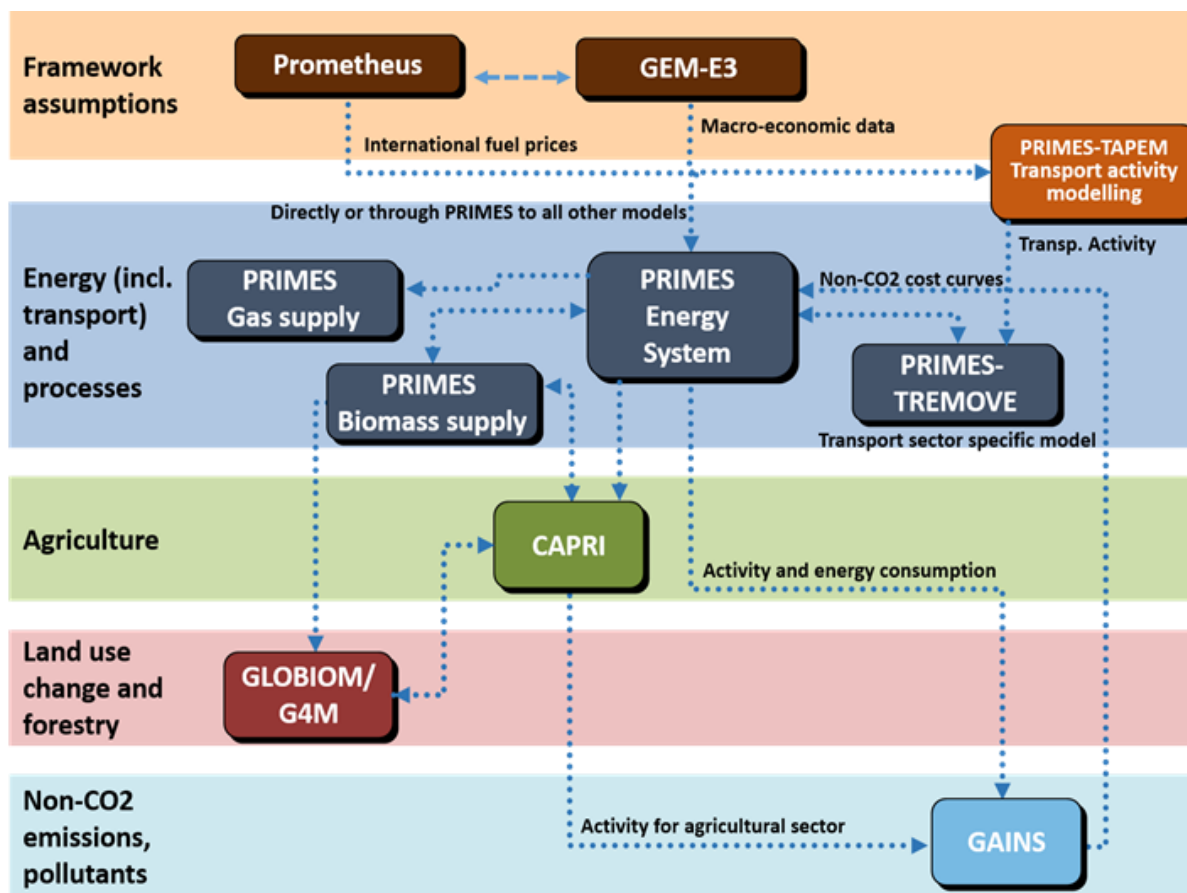 Framework
assumptions
Prometheus
GEM-E3
Macro-economic data
International fuel prices
PRIMES-TAPEM
Transport activity
modelling
Directly or through PRIMES to all other models
Transp. Activity
Energy (incl.
transport)
and
processes
PRIMES
Gas supply
PRIMES
Energy
System
Non-CO2 cost curves
PRIMES
Biomass supply
PRIMES-
TREMOVE
Transport sector specific model
Agriculture
CAPRI
Activity and energy consumption
Land use
change and
forestry
GLOBIOM/
G4M
Non-CO2
emissions,
pollutants
Activity for agricultural sector
GAINS